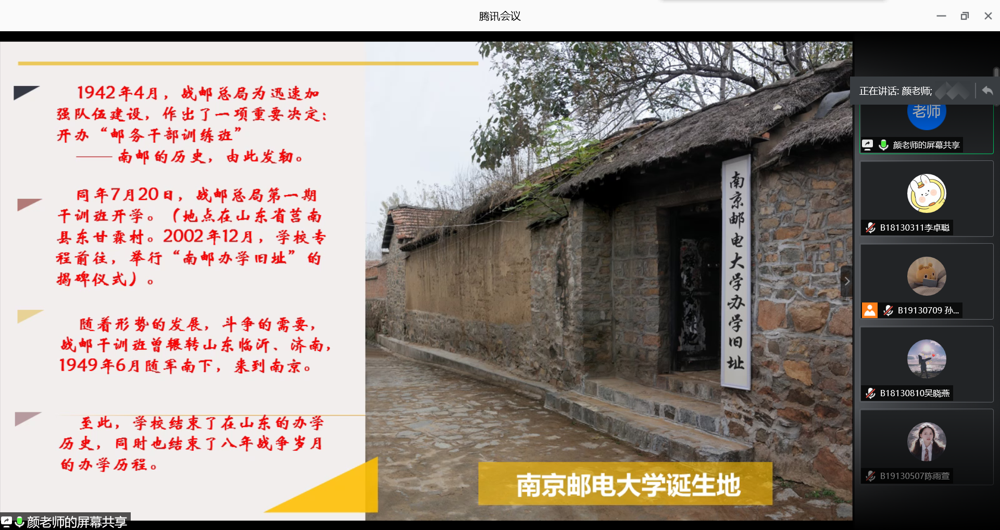 腾讯会议
1942年4月，战邮总局为迅速加
强队伍建设，作出了一项重要决定：
开办“邮务干部训练班”
——南邮的历史，由此发轫。
同年7月20日，战邮总局第一期
干训班开学。（地点在山东省莒南
县东甘霖村。2002年12月，学校专
程前往，举行“南邮办学旧址”的
揭碑仪式）。
随着形势的发展，斗争的需要，
战邮干训班曾辗转山东临沂、济南，
1949年6月随军南下，来到南京。
至此，学校结束了在山东的办学
历史，同时也结束了八年战争岁月
的办学历程。
南京邮电大学办学旧址
南京邮电大学诞生地
颜老师的屏幕共享
正在讲话: 颜老师;
老师
颜老师的屏幕共享
B18130311李卓聪
B19130709 孙...
B18130810吴晓燕
B19130507陈雨萱